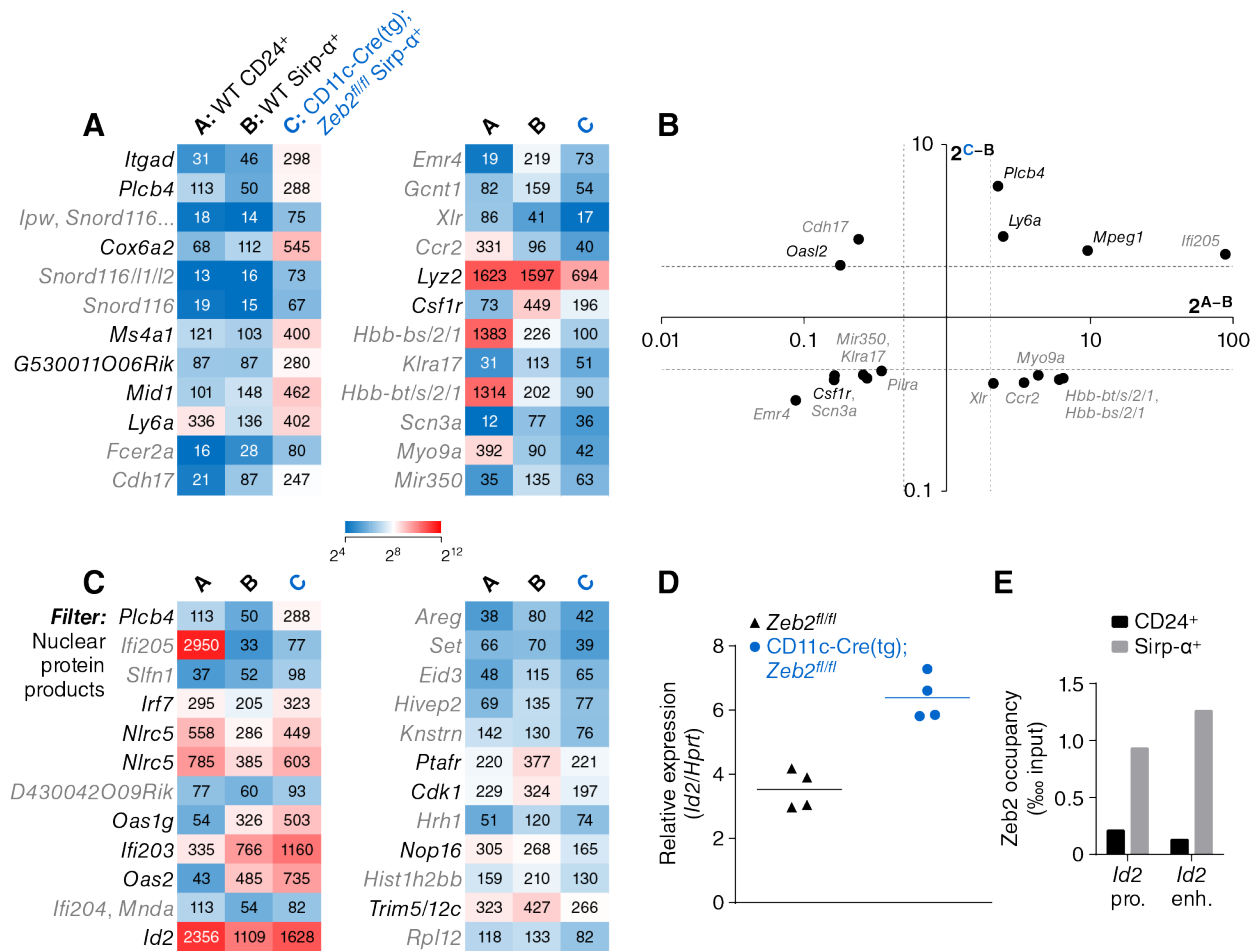 A: WT CD24+
B: WT Sirp-α+
C: CD11c-Cre(tg);
Zeb2fl/fl Sirp-α+
A
Itgad 31 46 298
Plcb4 113 50 288
Ipw, Snord116... 18 14 75
Cox6a2 68 112 545
Snord116/l1/l2 13 16 73
Snord116 19 15 67
Ms4a1 121 103 400
G530011O06Rik 87 87 280
Mid1 101 148 462
Ly6a 336 136 402
Fcer2a 16 28 80
Cdh17 21 87 247
A B C
Emr4 19 219 73
Gcnt1 82 159 54
Xlr 86 41 17
Ccr2 331 96 40
Lyz2 1623 1597 694
Csf1r 73 449 196
Hbb-bs/2/1 1383 226 100
Klra17 31 113 51
Hbb-bt/s/2/1 1314 202 90
Scn3a 12 77 36
Myo9a 392 90 42
Mir350 35 135 63
24 28 212
B
10
2C–B
Plcb4
Ly6a
Cdh17
Oasl2
Mpeg1
Ifi205
2A–B
0.01 0.1 10 100
Mir350,
Klra17
Myo9a
Csf1r,
Scn3a
Pilra
Emr4
Xlr
Ccr2
Hbb-bt/s/2/1,
Hbb-bs/2/1
0.1
C
A B C
Filter:
Nuclear
protein
products
Plcb4 113 50 288
Ifi205 2950 33 77
Slfn1 37 52 98
Irf7 295 205 323
Nlrc5 558 286 449
Nlrc5 785 385 603
D430042O09Rik 77 60 93
Oas1g 54 326 503
Ifi203 335 766 1160
Oas2 43 485 735
Ifi204, Mnda 113 54 82
Id2 2356 1109 1628
A B C
Areg 38 80 42
Set 66 70 39
Eid3 48 115 65
Hivep2 69 135 77
Knstrn 142 130 76
Ptafr 220 377 221
Cdk1 229 324 197
Hrh1 51 120 74
Nop16 305 268 165
Hist1h2bb 159 210 130
Trim5/12c 323 427 266
Rpl12 118 133 82
D
Zeb2fl/fl
CD11c-Cre(tg);
Zeb2fl/fl
Relative expression
(Id2/Hprt)
8
6
4
2
0
E
CD24+
Sirp-α+
Zeb2 occupancy
(‱ input)
1.5
1.0
0.5
0
Id2
pro.
Id2
enh.